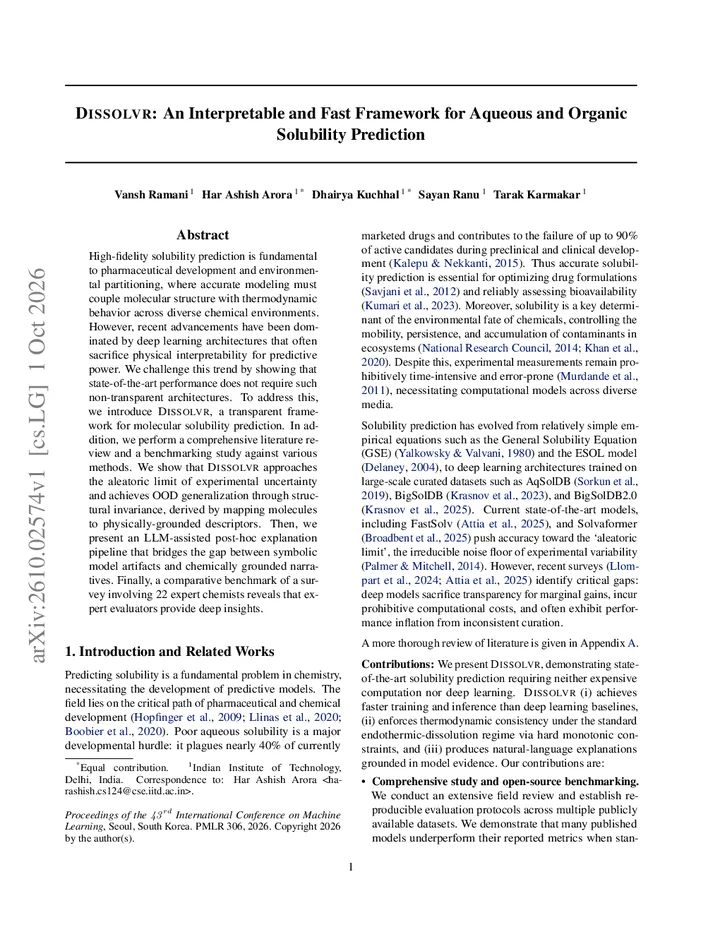 arXiv:2610.02574v1 [cs.LG] 1 Oct 2026
DISSOLVR: An Interpretable and Fast Framework for Aqueous and Organic
Solubility Prediction
Vansh Ramani 1 Har Ashish Arora 1 * Dhairya Kuchhal 1 * Sayan Ranu 1 Tarak Karmakar 1
Abstract
High-fidelity solubility prediction is fundamental
to pharmaceutical development and environmen-
tal partitioning, where accurate modeling must
couple molecular structure with thermodynamic
behavior across diverse chemical environments.
However, recent advancements have been dom-
inated by deep learning architectures that often
sacrifice physical interpretability for predictive
power. We challenge this trend by showing that
state-of-the-art performance does not require such
non-transparent architectures. To address this,
we introduce DISSOLVR, a transparent frame-
work for molecular solubility prediction. In ad-
dition, we perform a comprehensive literature re-
view and a benchmarking study against various
methods. We show that DISSOLVR approaches
the aleatoric limit of experimental uncertainty
and achieves OOD generalization through struc-
tural invariance, derived by mapping molecules
to physically-grounded descriptors. Then, we
present an LLM-assisted post-hoc explanation
pipeline that bridges the gap between symbolic
model artifacts and chemically grounded narra-
tives. Finally, a comparative benchmark of a sur-
vey involving 22 expert chemists reveals that ex-
pert evaluators provide deep insights.
1. Introduction and Related Works
Predicting solubility is a fundamental problem in chemistry,
necessitating the development of predictive models. The
field lies on the critical path of pharmaceutical and chemical
development (Hopfinger et al., 2009; Llinas et al., 2020;
Boobier et al., 2020). Poor aqueous solubility is a major
developmental hurdle: it plagues nearly 40% of currently
*Equal contribution. 1Indian Institute of Technology,
Delhi, India. Correspondence to: Har Ashish Arora <ha-
rashish.cs124@cse.iitd.ac.in>.
Proceedings of the 43rd International Conference on Machine
Learning, Seoul, South Korea. PMLR 306, 2026. Copyright 2026
by the author(s).
marketed drugs and contributes to the failure of up to 90%
of active candidates during preclinical and clinical develop-
ment (Kalepu & Nekkanti, 2015). Thus accurate solubil-
ity prediction is essential for optimizing drug formulations
(Savjani et al., 2012) and reliably assessing bioavailability
(Kumari et al., 2023). Moreover, solubility is a key determi-
nant of the environmental fate of chemicals, controlling the
mobility, persistence, and accumulation of contaminants in
ecosystems (National Research Council, 2014; Khan et al.,
2020). Despite this, experimental measurements remain pro-
hibitively time-intensive and error-prone (Murdande et al.,
2011), necessitating computational models across diverse
media.
Solubility prediction has evolved from relatively simple em-
pirical equations such as the General Solubility Equation
(GSE) (Yalkowsky & Valvani, 1980) and the ESOL model
(Delaney, 2004), to deep learning architectures trained on
large-scale curated datasets such as AqSolDB (Sorkun et al.,
2019), BigSolDB (Krasnov et al., 2023), and BigSolDB2.0
(Krasnov et al., 2025). Current state-of-the-art models,
including FastSolv (Attia et al., 2025), and Solvaformer
(Broadbent et al., 2025) push accuracy toward the ‘aleatoric
limit’, the irreducible noise floor of experimental variability
(Palmer & Mitchell, 2014). However, recent surveys (Llom-
part et al., 2024; Attia et al., 2025) identify critical gaps:
deep models sacrifice transparency for marginal gains, incur
prohibitive computational costs, and often exhibit perfor-
mance inflation from inconsistent curation.
A more thorough review of literature is given in Appendix A.
Contributions: We present DISSOLVR, demonstrating state-
of-the-art solubility prediction requiring neither expensive
computation nor deep learning. DISSOLVR (i) achieves
faster training and inference than deep learning baselines,
(ii) enforces thermodynamic consistency under the standard
endothermic-dissolution regime via hard monotonic con-
straints, and (iii) produces natural-language explanations
grounded in model evidence. Our contributions are:
• Comprehensive study and open-source benchmarking.
We conduct an extensive field review and establish re-
producible evaluation protocols across multiple publicly
available datasets. We demonstrate that many published
models underperform their reported metrics when stan-
1